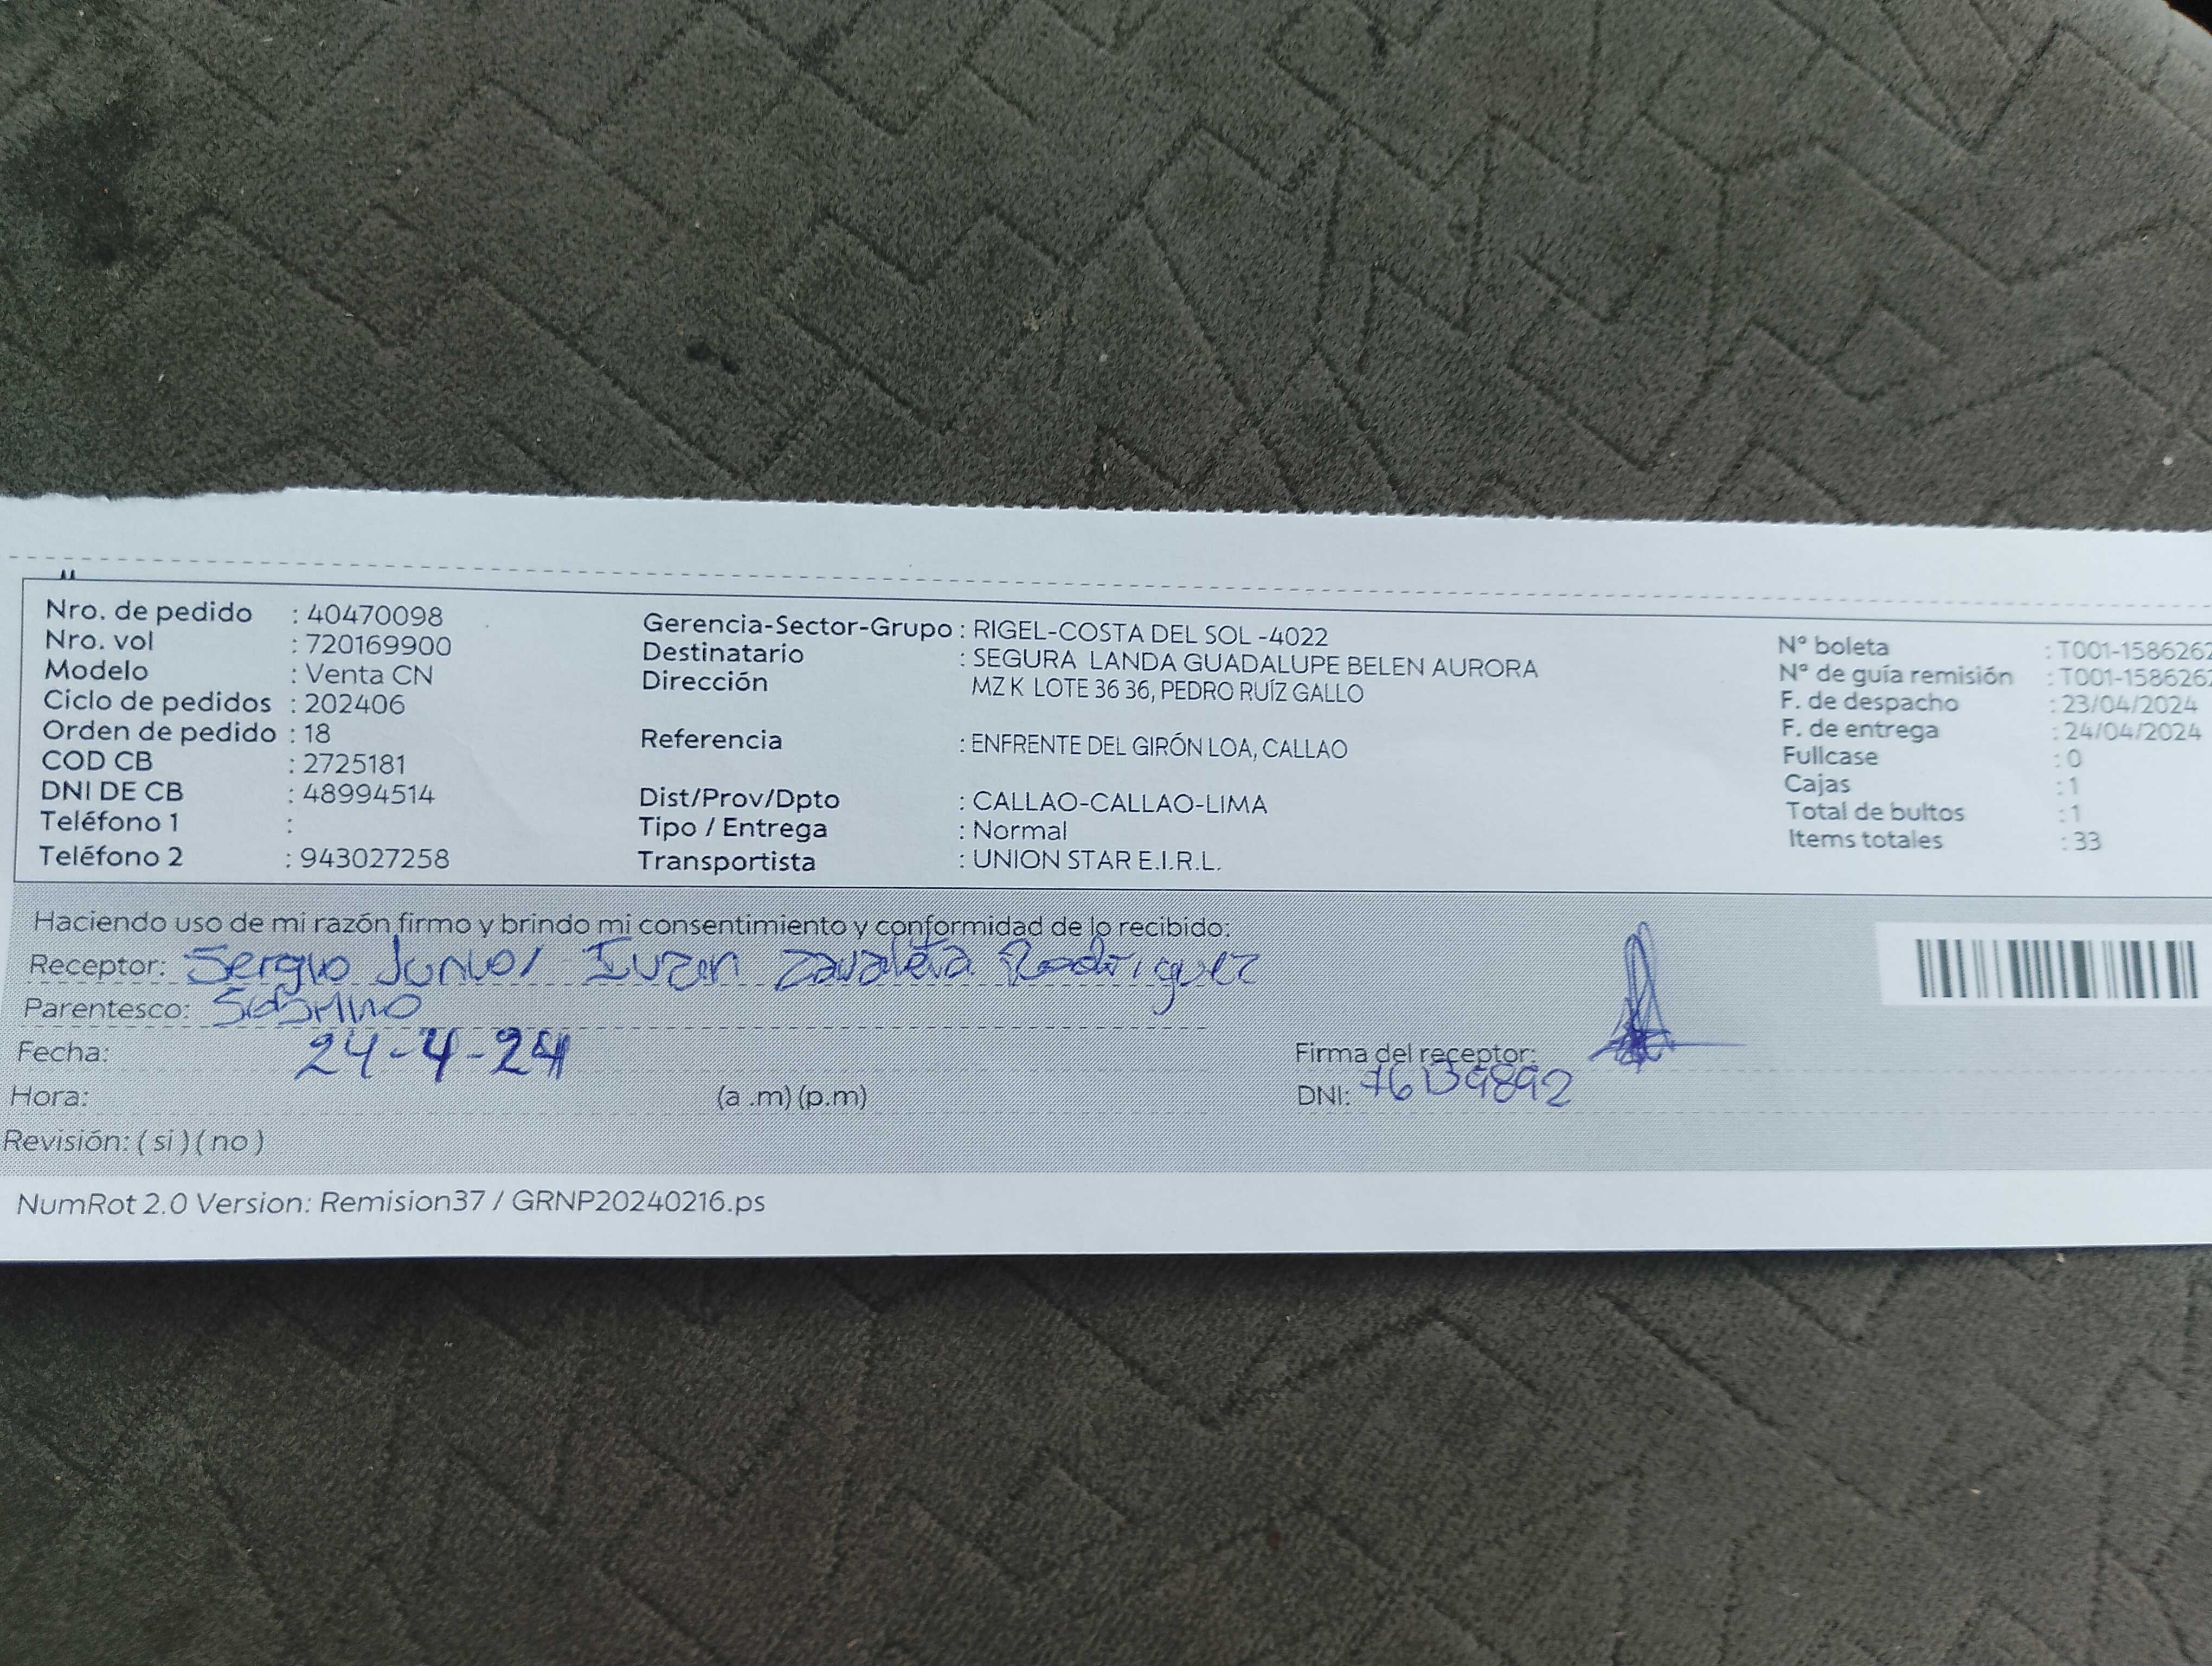 Nro. de pedido : 40470098
Nro. vol : 720169900
Modelo : Venta CN
Ciclo de pedidos : 202406
Orden de pedido : 18
COD CB : 2725181
DNI DE CB : 48994514
Teléfono 1 :
Teléfono 2 : 943027258
Gerencia-Sector-Grupo : RIGEL-COSTA DEL SOL -4022
Destinatario : SEGURA LANDA GUADALUPE BELEN AURORA
Dirección MZ K LOTE 36 36, PEDRO RUÍZ GALLO
Referencia : ENFRENTE DEL GIRÓN LOA, CALLAO
Dist/Prov/Dpto : CALLAO-CALLAO-LIMA
Tipo / Entrega : Normal
Transportista : UNION STAR E.I.R.L.
N° boleta : T001-1586262
N° de guía remisión : T001-1586262
F. de despacho : 23/04/2024
F. de entrega : 24/04/2024
Fullcase : 0
Cajas : 1
Total de bultos : 1
Items totales : 33
Haciendo uso de mi razón firmo y brindo mi consentimiento y conformidad de lo recibido:
Receptor: Sergio Junior Ivan Zavaleta Rodriguez
Parentesco: Sobrino
Fecha: 24-4-24
Hora: (a .m) (p.m)
Revisión: ( si ) ( no )
Firma del receptor:
DNI:
NumRot 2.0 Version: Remision37 / GRNP20240216.ps